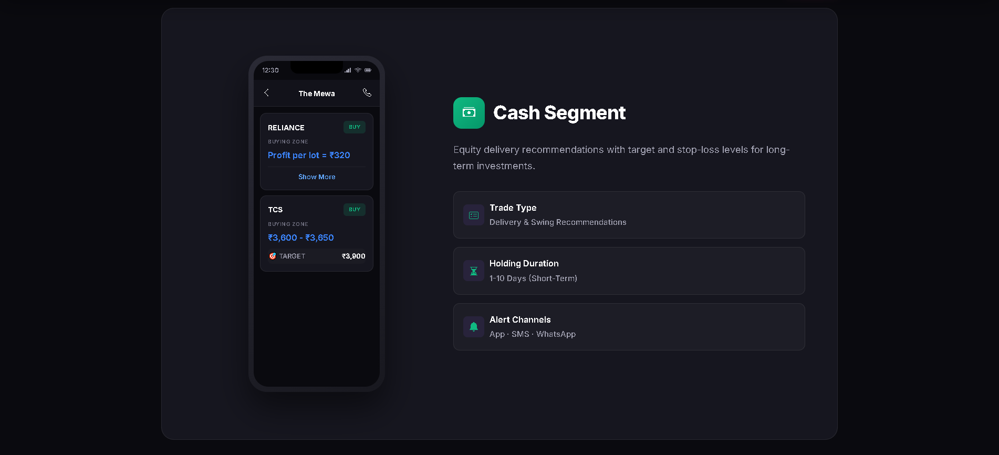 12:30
The Mewa
RELIANCE
BUY
BUYING ZONE
Profit per lot = ₹320
Show More
TCS
BUY
BUYING ZONE
₹3,600 - ₹3,650
TARGET
₹3,900
Cash Segment
Equity delivery recommendations with target and stop-loss levels for long-
term investments.
Trade Type
Delivery & Swing Recommendations
Holding Duration
1-10 Days (Short-Term)
Alert Channels
App · SMS · WhatsApp